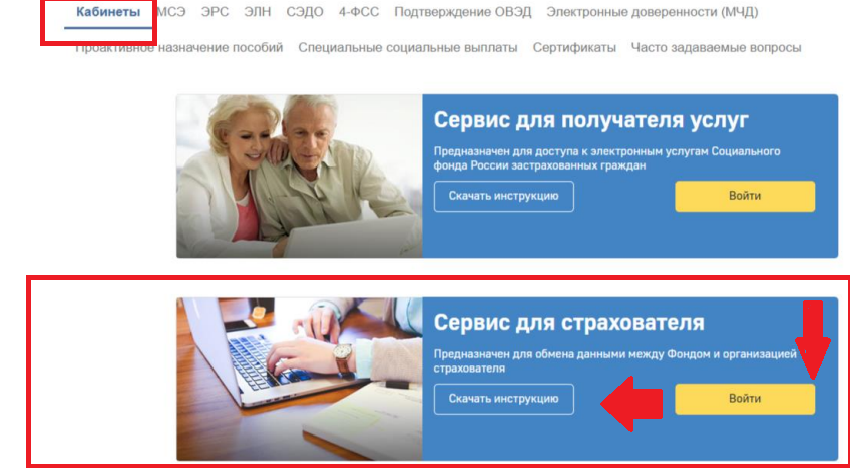 Кабинеты МСЭ ЭРС ЭЛН СЭДО 4-ФСС Подтверждение ОВЭД Электронные доверенности (МЧД)
Проактивное назначение пособий Специальные социальные выплаты Сертификаты Часто задаваемые вопросы
Сервис для получателя услуг
Предназначен для доступа к электронным услугам Социального
фонда России застрахованных граждан
Скачать инструкцию Войти
Сервис для страхователя
Предназначен для обмена данными между Фондом и организацией
страхователя
Скачать инструкцию Войти